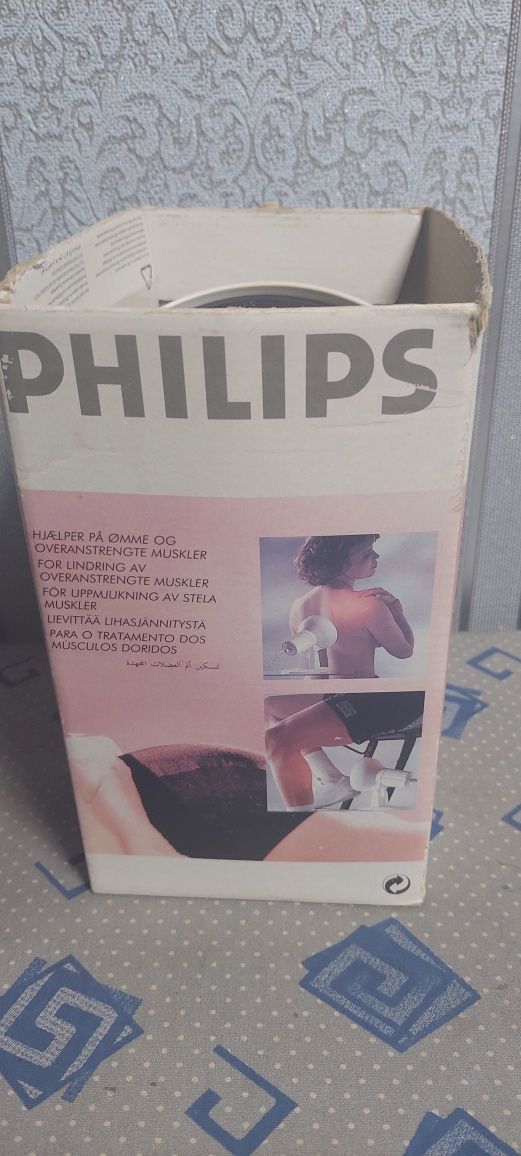 PHILIPS
HJÆLPER PÅ ØMME OG
OVERANSTRENGTE MUSKLER
FOR LINDRING AV
OVERANSTRENGTE MUSKLER
FÖR UPPMJUKNING AV STELA
MUSKLER
LIEVITTÄÄ LIHASJÄNNITYSTÄ
PARA O TRATAMENTO DOS
MÚSCULOS DORIDOS
لتسكين ألم العضلات المجهدة